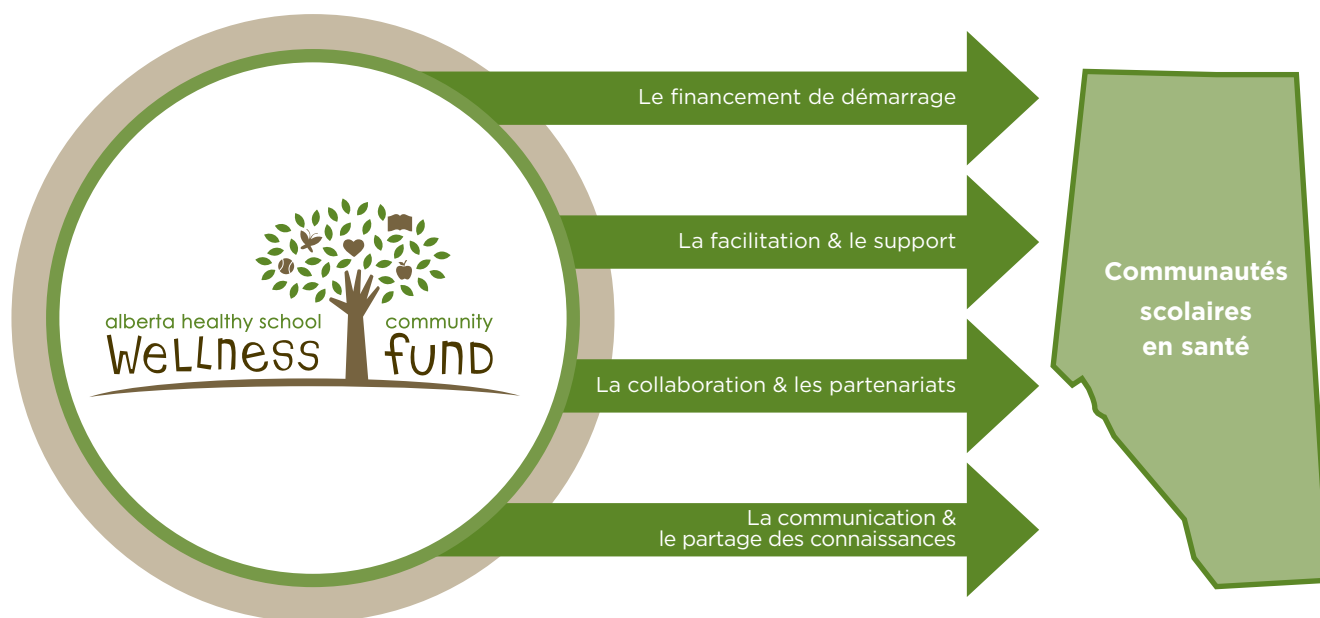 alberta healthy school community
WeLLness fund
Le financement de démarrage
La facilitation & le support
La collaboration & les partenariats
La communication &
le partage des connaissances
Communautés
scolaires
en santé